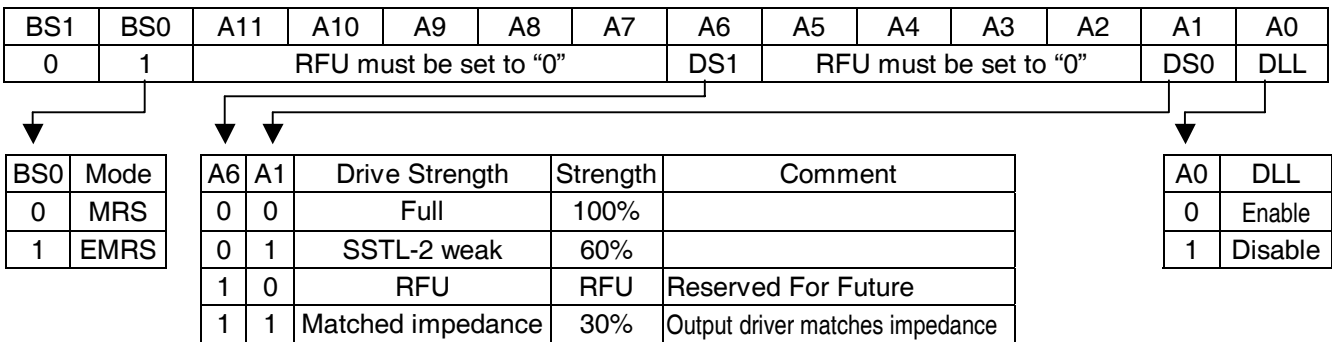 BS1 BS0 A11 A10 A9 A8 A7 A6 A5 A4 A3 A2 A1 A0
0 1 RFU must be set to “0” DS1 RFU must be set to “0” DS0 DLL
BS0 Mode A6 A1 Drive Strength Strength Comment A0 DLL
0 MRS 0 0 Full 100% 0 Enable
1 EMRS 0 1 SSTL-2 weak 60% 1 Disable
1 0 RFU RFU Reserved For Future
1 1 Matched impedance 30% Output driver matches impedance